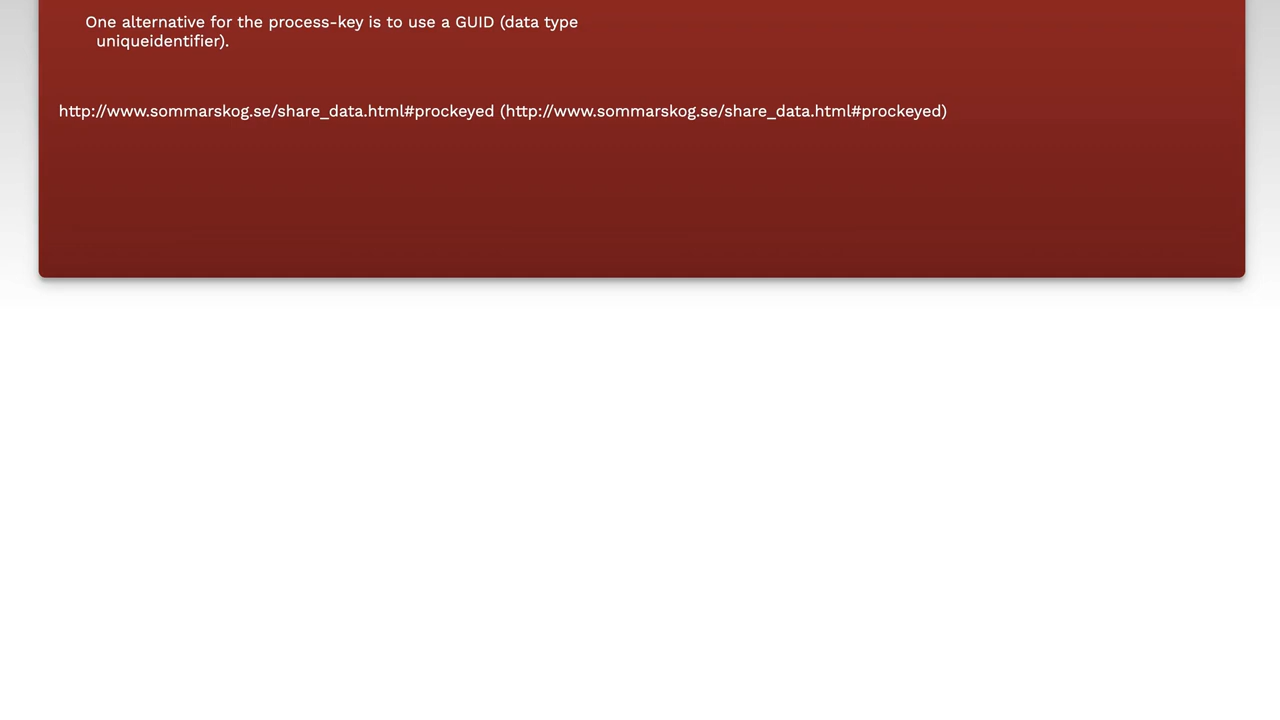 One alternative for the process-key is to use a GUID (data type
uniqueidentifier).
http://www.sommarskog.se/share_data.html#prockeyed (http://www.sommarskog.se/share_data.html#prockeyed)